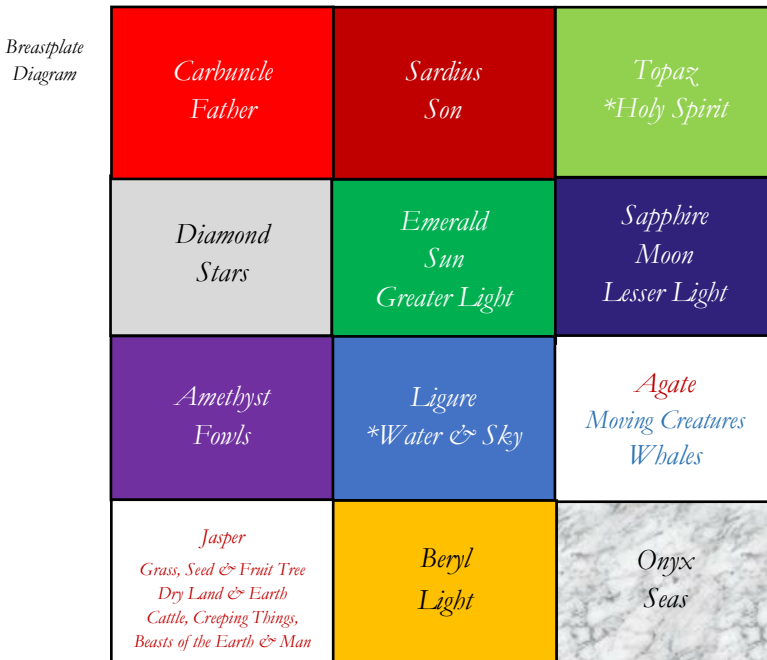 Breastplate
Diagram
Carbuncle
Father
Sardius
Son
Topaz
*Holy Spirit
Diamond
Stars
Emerald
Sun
Greater Light
Sapphire
Moon
Lesser Light
Amethyst
Fowls
Ligure
*Water & Sky
Agate
Moving Creatures
Whales
Jasper
Grass, Seed & Fruit Tree
Dry Land & Earth
Cattle, Creeping Things,
Beasts of the Earth & Man
Beryl
Light
Onyx
Seas